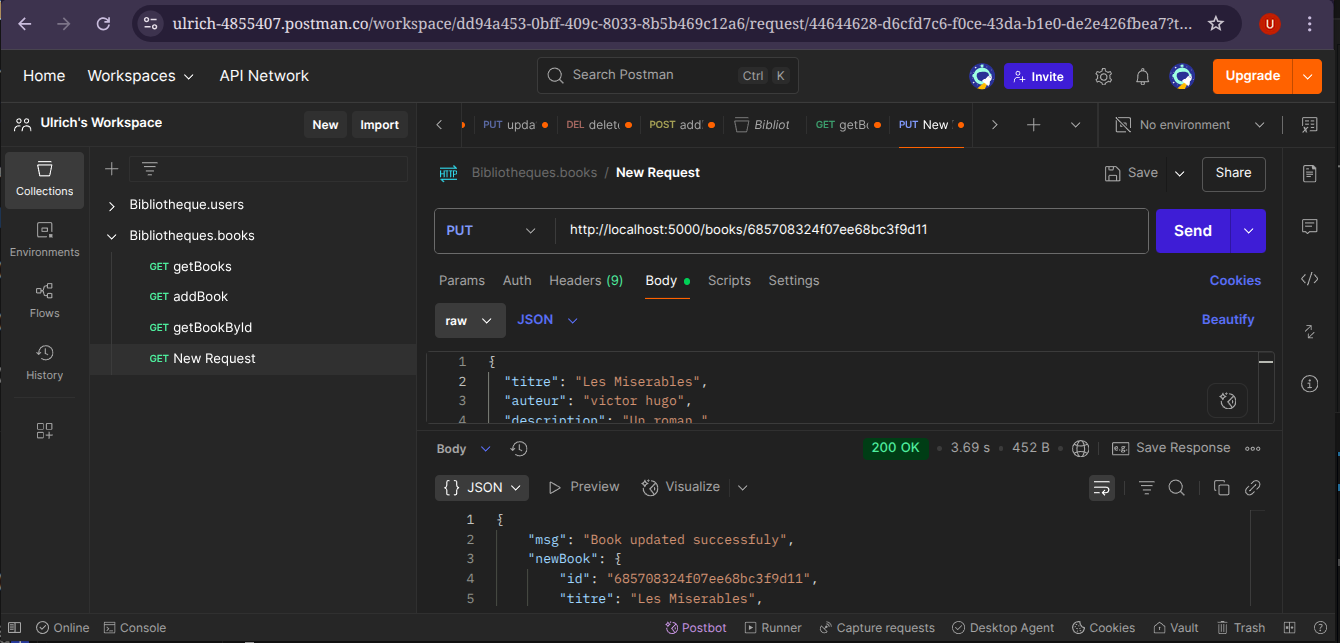 ulrich-4855407.postman.co/workspace/dd94a453-0bff-409c-8033-8b5b469c12a6/request/44644628-d6cfd7c6-f0ce-43da-b1e0-de2e426fbea7?t...
U
Home Workspaces API Network
Search Postman Ctrl K
Invite
Upgrade
Ulrich's Workspace New Import
PUT upda DEL delet PO​ST add Bibliot GET getB PUT New
No environment
Collections
Environments
Flows
History
Bibliotheque.users
Bibliotheques.books
GET getBooks
GET addBook
GET getBookById
GET New Request
HTTP Bibliotheques.books / New Request
Save Share
PUT http://localhost:5000/books/685708324f07ee68bc3f9d11 Send
Params Auth Headers (9) Body Scripts Settings Cookies
raw JSON Beautify
1 {
2 "titre": "Les Miserables",
3 "auteur": "victor hugo",
4 "description": "Un roman "
Body 200 OK 3.69 s 452 B e.g. Save Response
{} JSON Preview Visualize
1 {
2 "msg": "Book updated successfuly",
3 "newBook": {
4 "id": "685708324f07ee68bc3f9d11",
5 "titre": "Les Miserables",
Online Console Postbot Runner Capture requests Desktop Agent Cookies Vault Trash